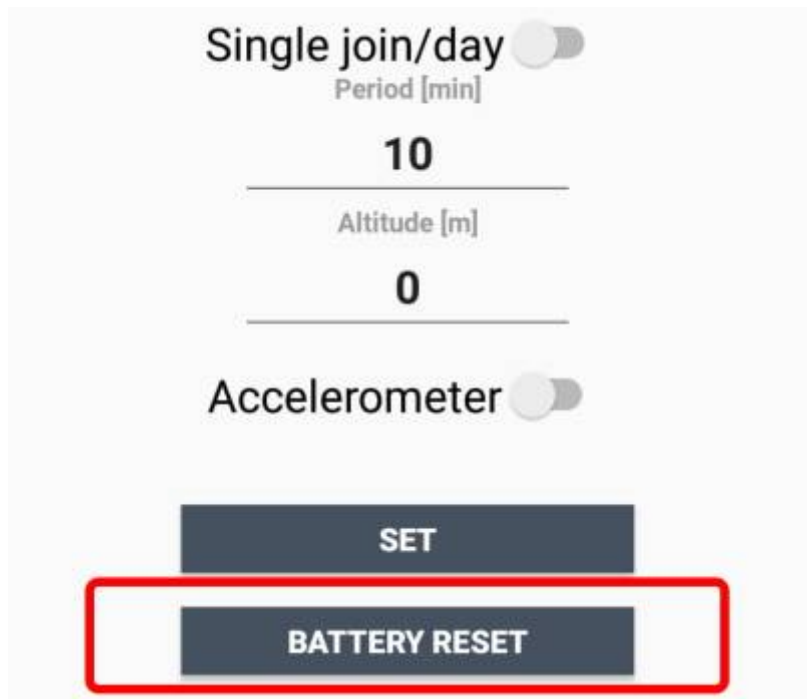 Single join/day
Period [min]
10
Altitude [m]
0
Accelerometer
SET
BATTERY RESET